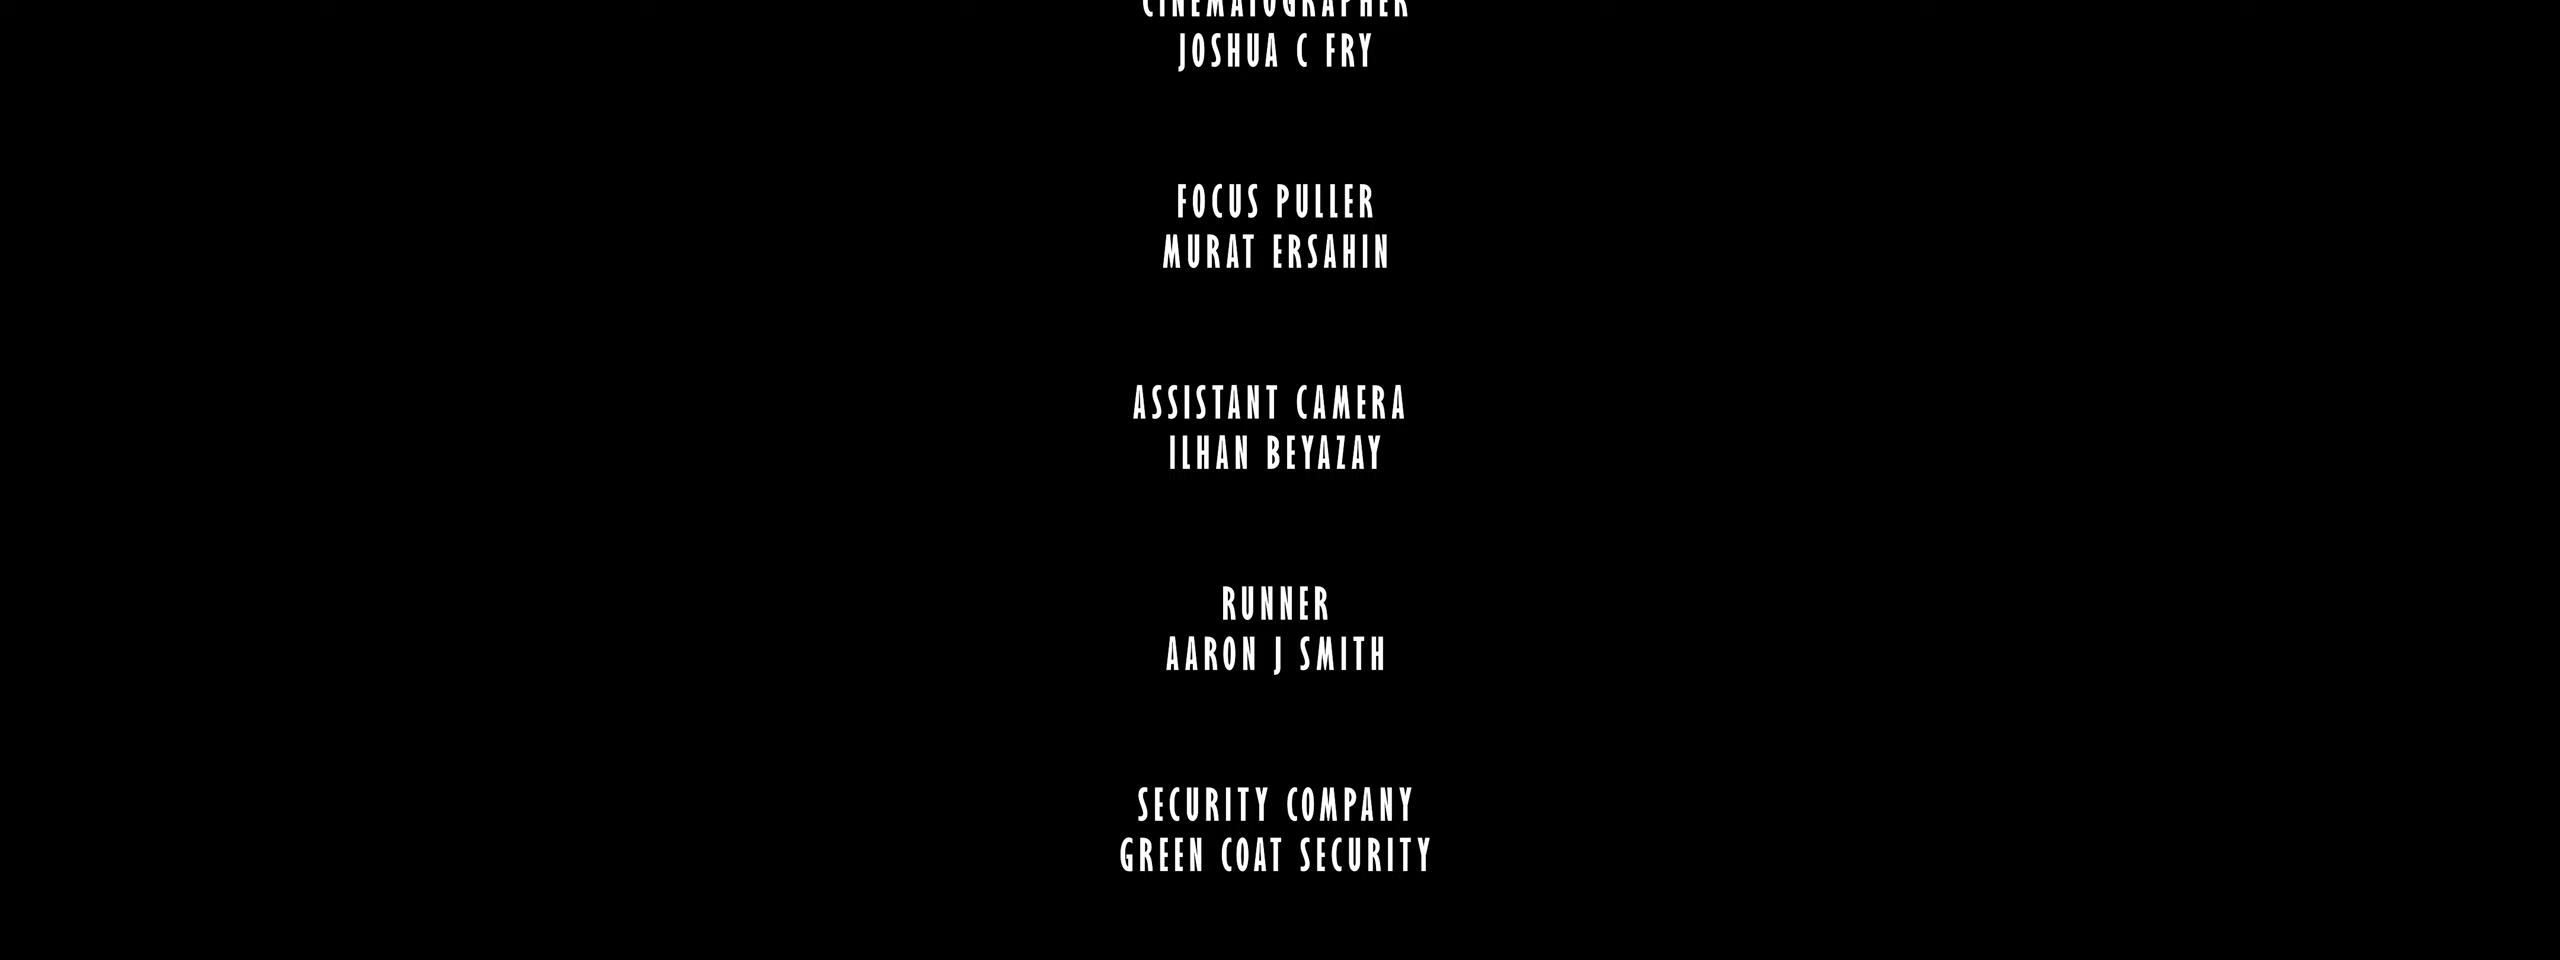 CINEMATOGRAPHER
JOSHUA C FRY
FOCUS PULLER
MURAT ERSAHIN
ASSISTANT CAMERA
ILHAN BEYAZAY
RUNNER
AARON J SMITH
SECURITY COMPANY
GREEN COAT SECURITY